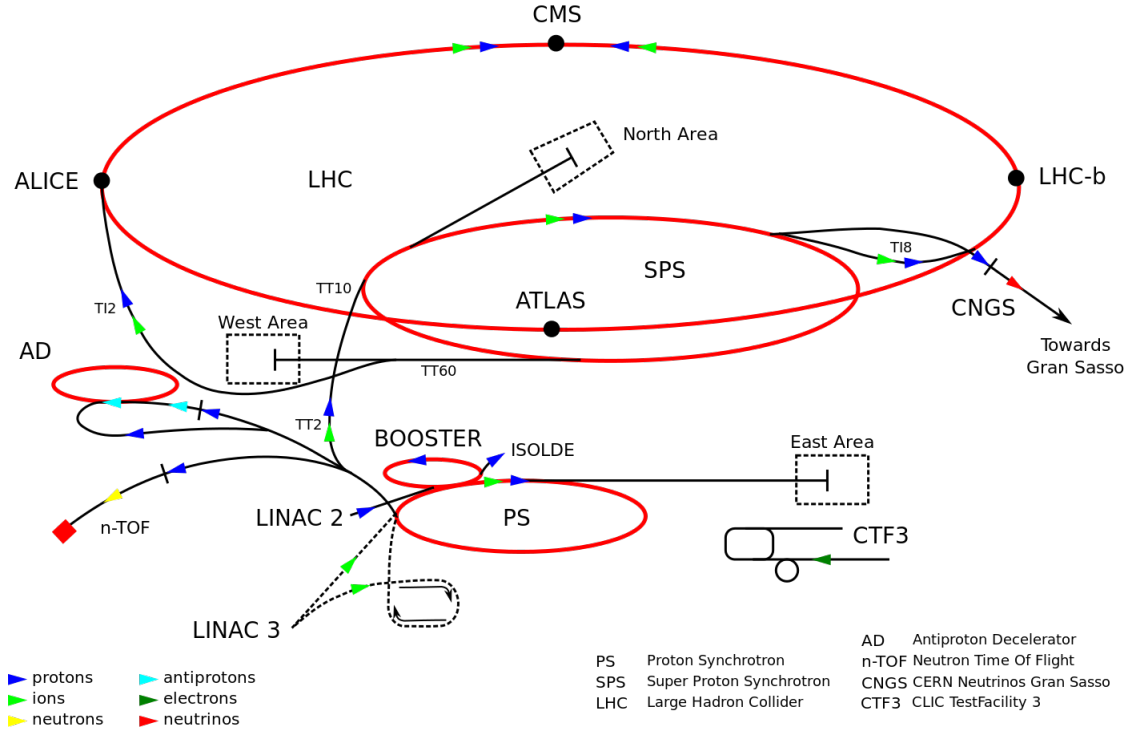 CMS
North Area
ALICE
LHC
LHC-b
TI8
SPS
TT10
ATLAS
CNGS
TI2
West Area
Towards
Gran Sasso
AD
TT60
TT2
BOOSTER
ISOLDE
East Area
n-TOF
LINAC 2
PS
CTF3
LINAC 3
protons
ions
neutrons
antiprotons
electrons
neutrinos
PS Proton Synchrotron
SPS Super Proton Synchrotron
LHC Large Hadron Collider
AD Antiproton Decelerator
n-TOF Neutron Time Of Flight
CNGS CERN Neutrinos Gran Sasso
CTF3 CLIC TestFacility 3